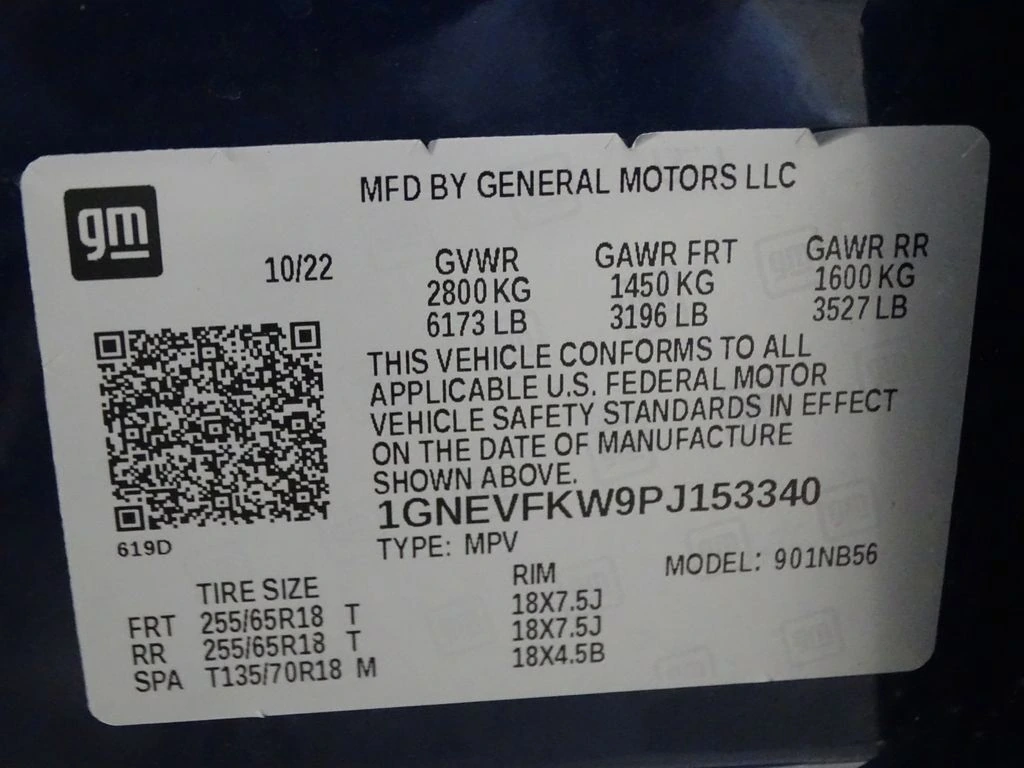 gm
MFD BY GENERAL MOTORS LLC
10/22 GVWR GAWR FRT GAWR RR
2800 KG 1450 KG 1600 KG
6173 LB 3196 LB 3527 LB
THIS VEHICLE CONFORMS TO ALL
APPLICABLE U.S. FEDERAL MOTOR
VEHICLE SAFETY STANDARDS IN EFFECT
ON THE DATE OF MANUFACTURE
SHOWN ABOVE.
1GNEVFKW9PJ153340
619D
TYPE: MPV MODEL: 901NB56
TIRE SIZE RIM
FRT 255/65R18 T 18X7.5J
RR 255/65R18 T 18X7.5J
SPA T135/70R18 M 18X4.5B